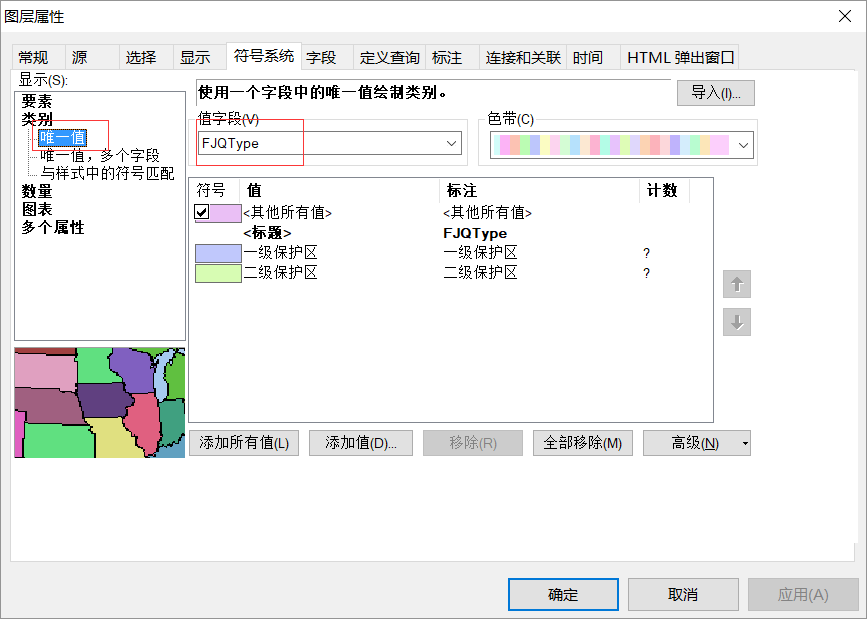 图层属性
常规 源 选择 显示 符号系统 字段 定义查询 标注 连接和关联 时间 HTML 弹出窗口
显示(S):
要素
类别
唯一值
唯一值，多个字段
与样式中的符号匹配
数量
图表
多个属性
使用一个字段中的唯一值绘制类别。
导入(I)...
值字段(V)
FJQType
色带(C)
符号 值 标注 计数
<其他所有值> <其他所有值>
<标题> FJQType
一级保护区 一级保护区 ?
二级保护区 二级保护区 ?
添加所有值(L) 添加值(D)... 移除(R) 全部移除(M) 高级(N)
确定 取消 应用(A)